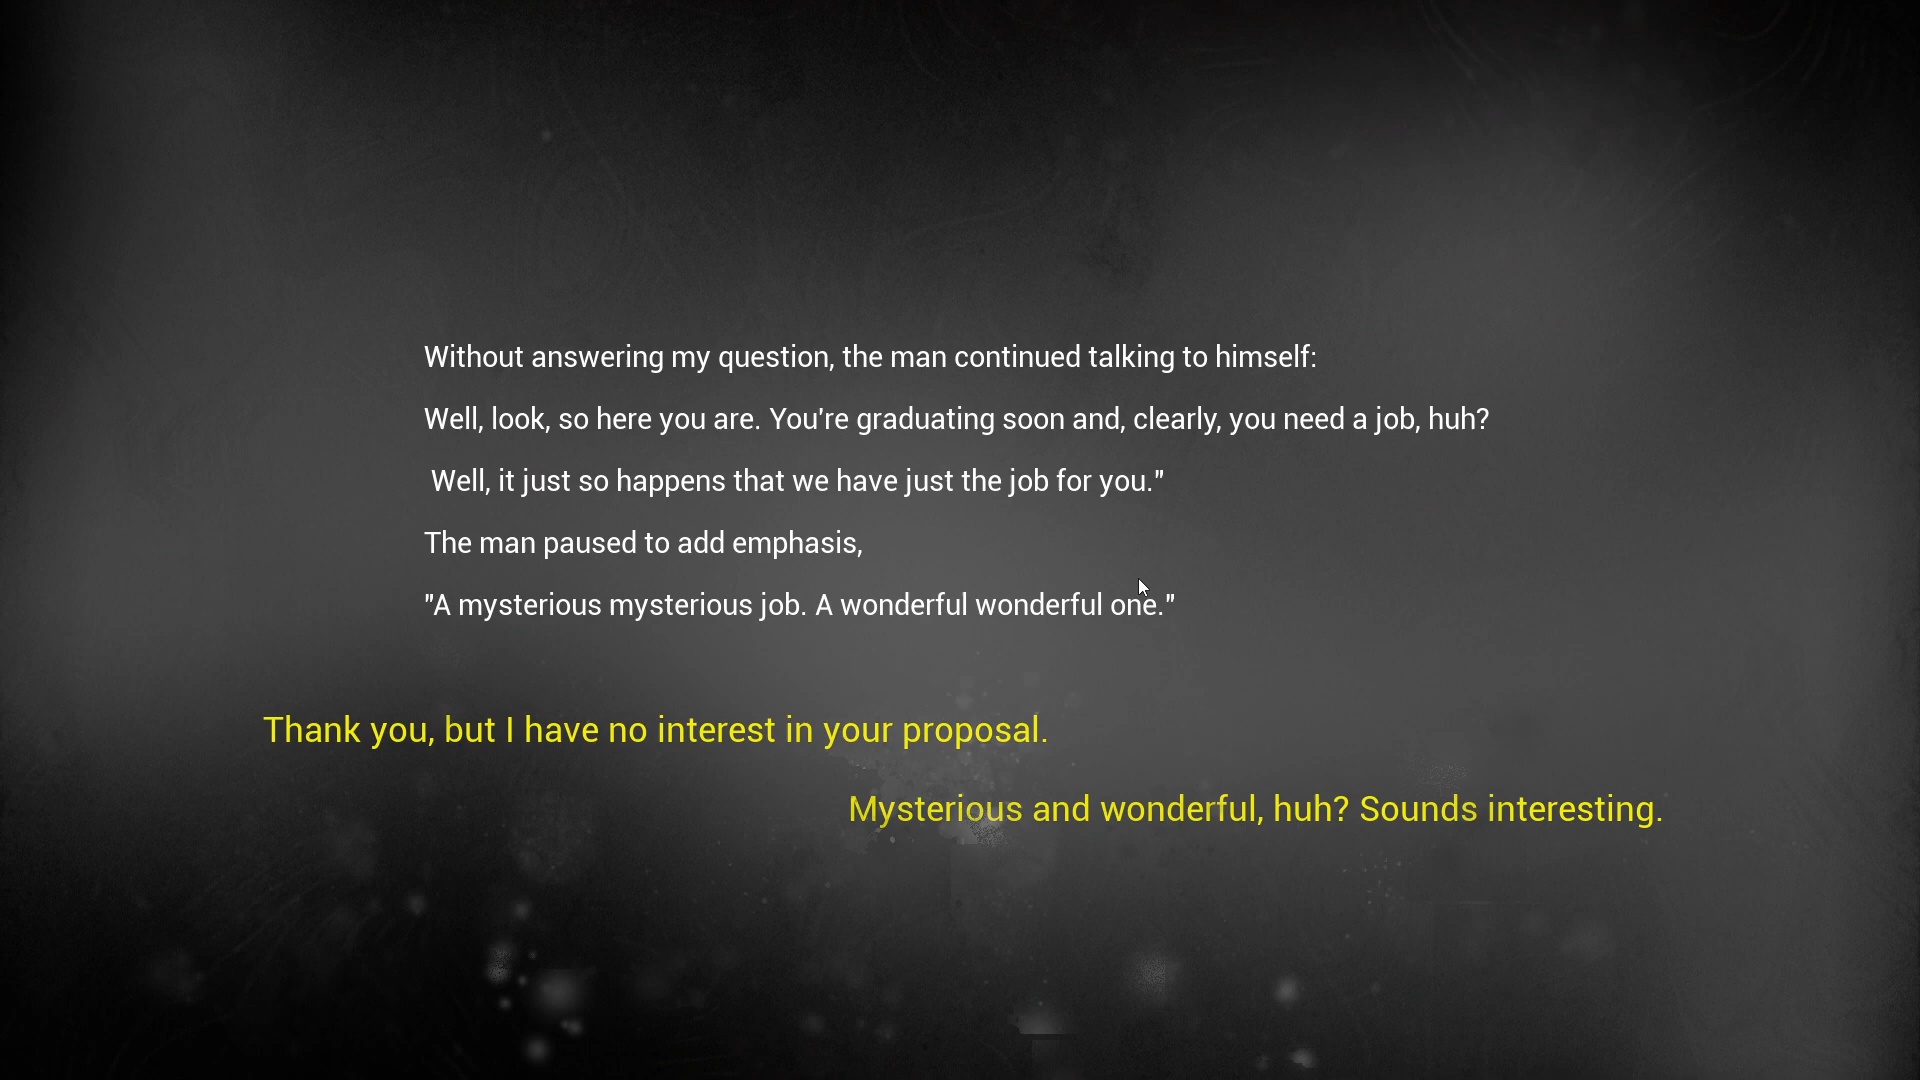 Without answering my question, the man continued talking to himself:
Well, look, so here you are. You're graduating soon and, clearly, you need a job, huh?
Well, it just so happens that we have just the job for you."
The man paused to add emphasis,
"A mysterious mysterious job. A wonderful wonderful one."
Thank you, but I have no interest in your proposal.
Mysterious and wonderful, huh? Sounds interesting.